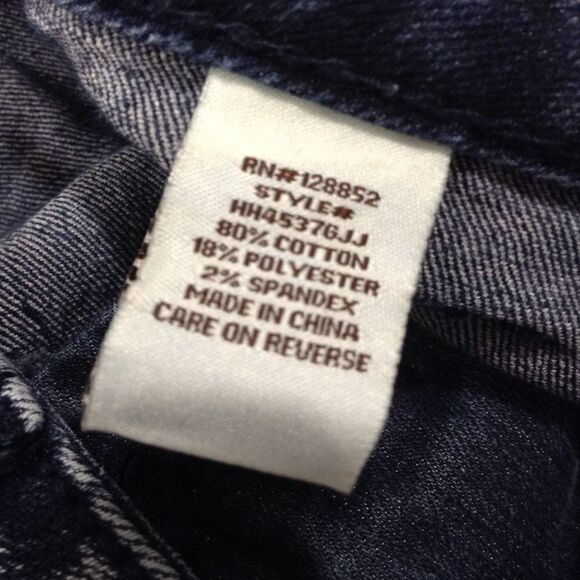 RN#128852
STYLE#
HH45376JJ
80% COTTON
18% POLYESTER
2% SPANDEX
MADE IN CHINA
CARE ON REVERSE